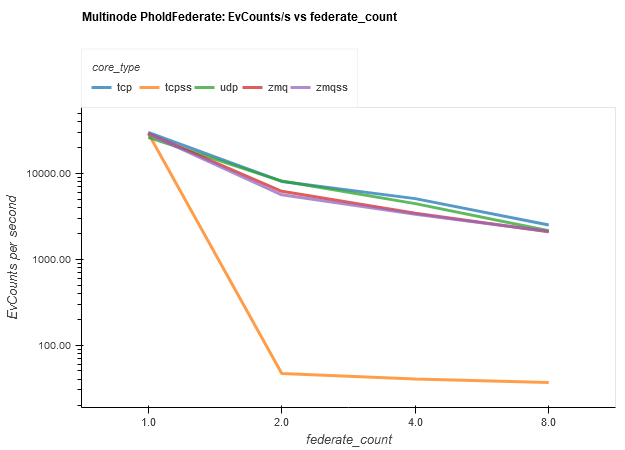 Multinode PholdFederate: EvCounts/s vs federate_count
core_type
tcp tcpss udp zmq zmqss
EvCounts per second
10000.00
1000.00
100.00
1.0 2.0 4.0 8.0
federate_count